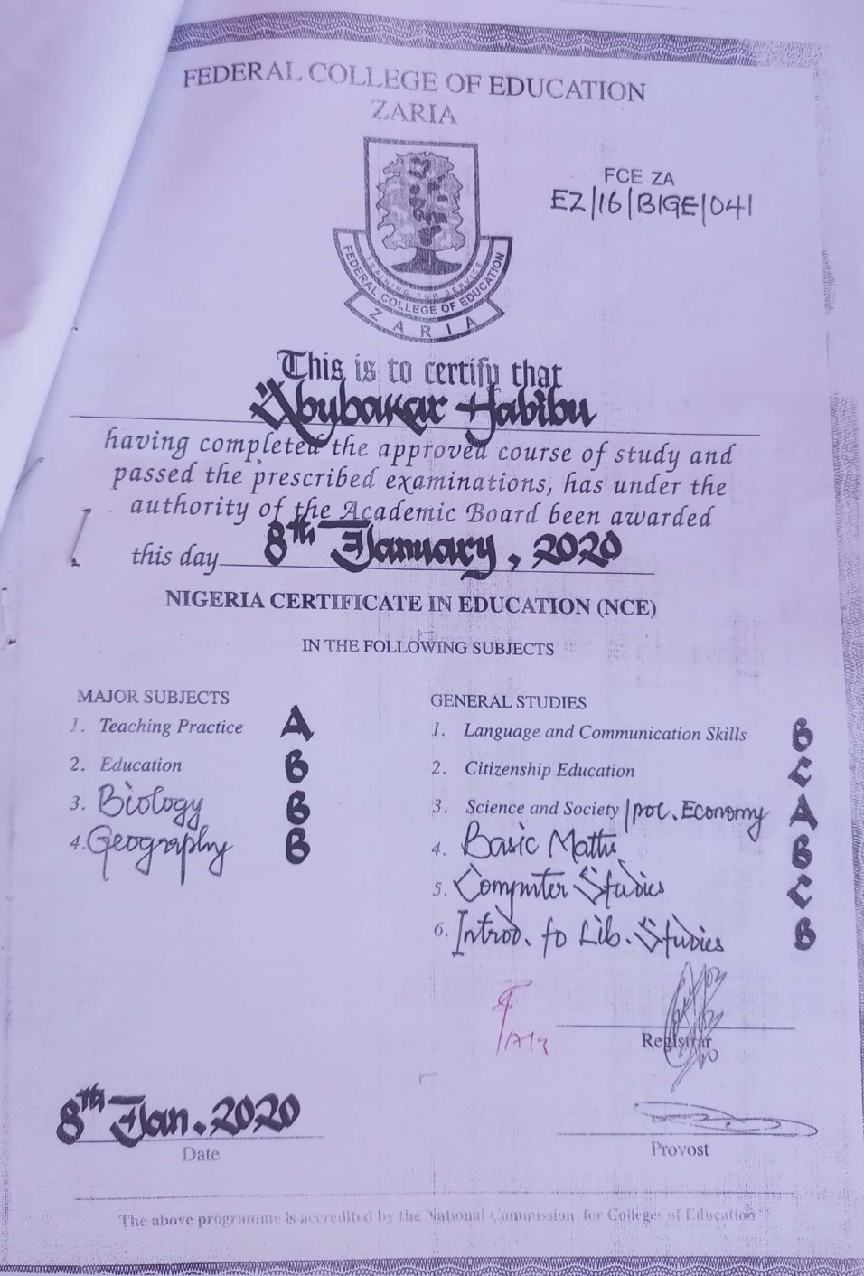 FEDERAL COLLEGE OF EDUCATION
ZARIA
FCE ZA
EZ/16/B/GE/041
TRAINING FOR SERVICE
FEDERAL COLLEGE OF EDUCATION
ZARIA
This is to certify that
Abubakar Habibu
having completed the approved course of study and
passed the prescribed examinations, has under the
authority of the Academic Board been awarded
this day 8th January, 2020
NIGERIA CERTIFICATE IN EDUCATION (NCE)
IN THE FOLLOWING SUBJECTS
MAJOR SUBJECTS
1. Teaching Practice A
2. Education B
3. Biology B
4. Geography B
GENERAL STUDIES
1. Language and Communication Skills B
2. Citizenship Education C
3. Science and Society/pol. Economy A
4. Basic Maths B
5. Computer Studies C
6. Introd. to Lib. Studies B
Registrar
8th Jan. 2020
Date
Provost
The above programme is accredited by the National Commission for Colleges of Education